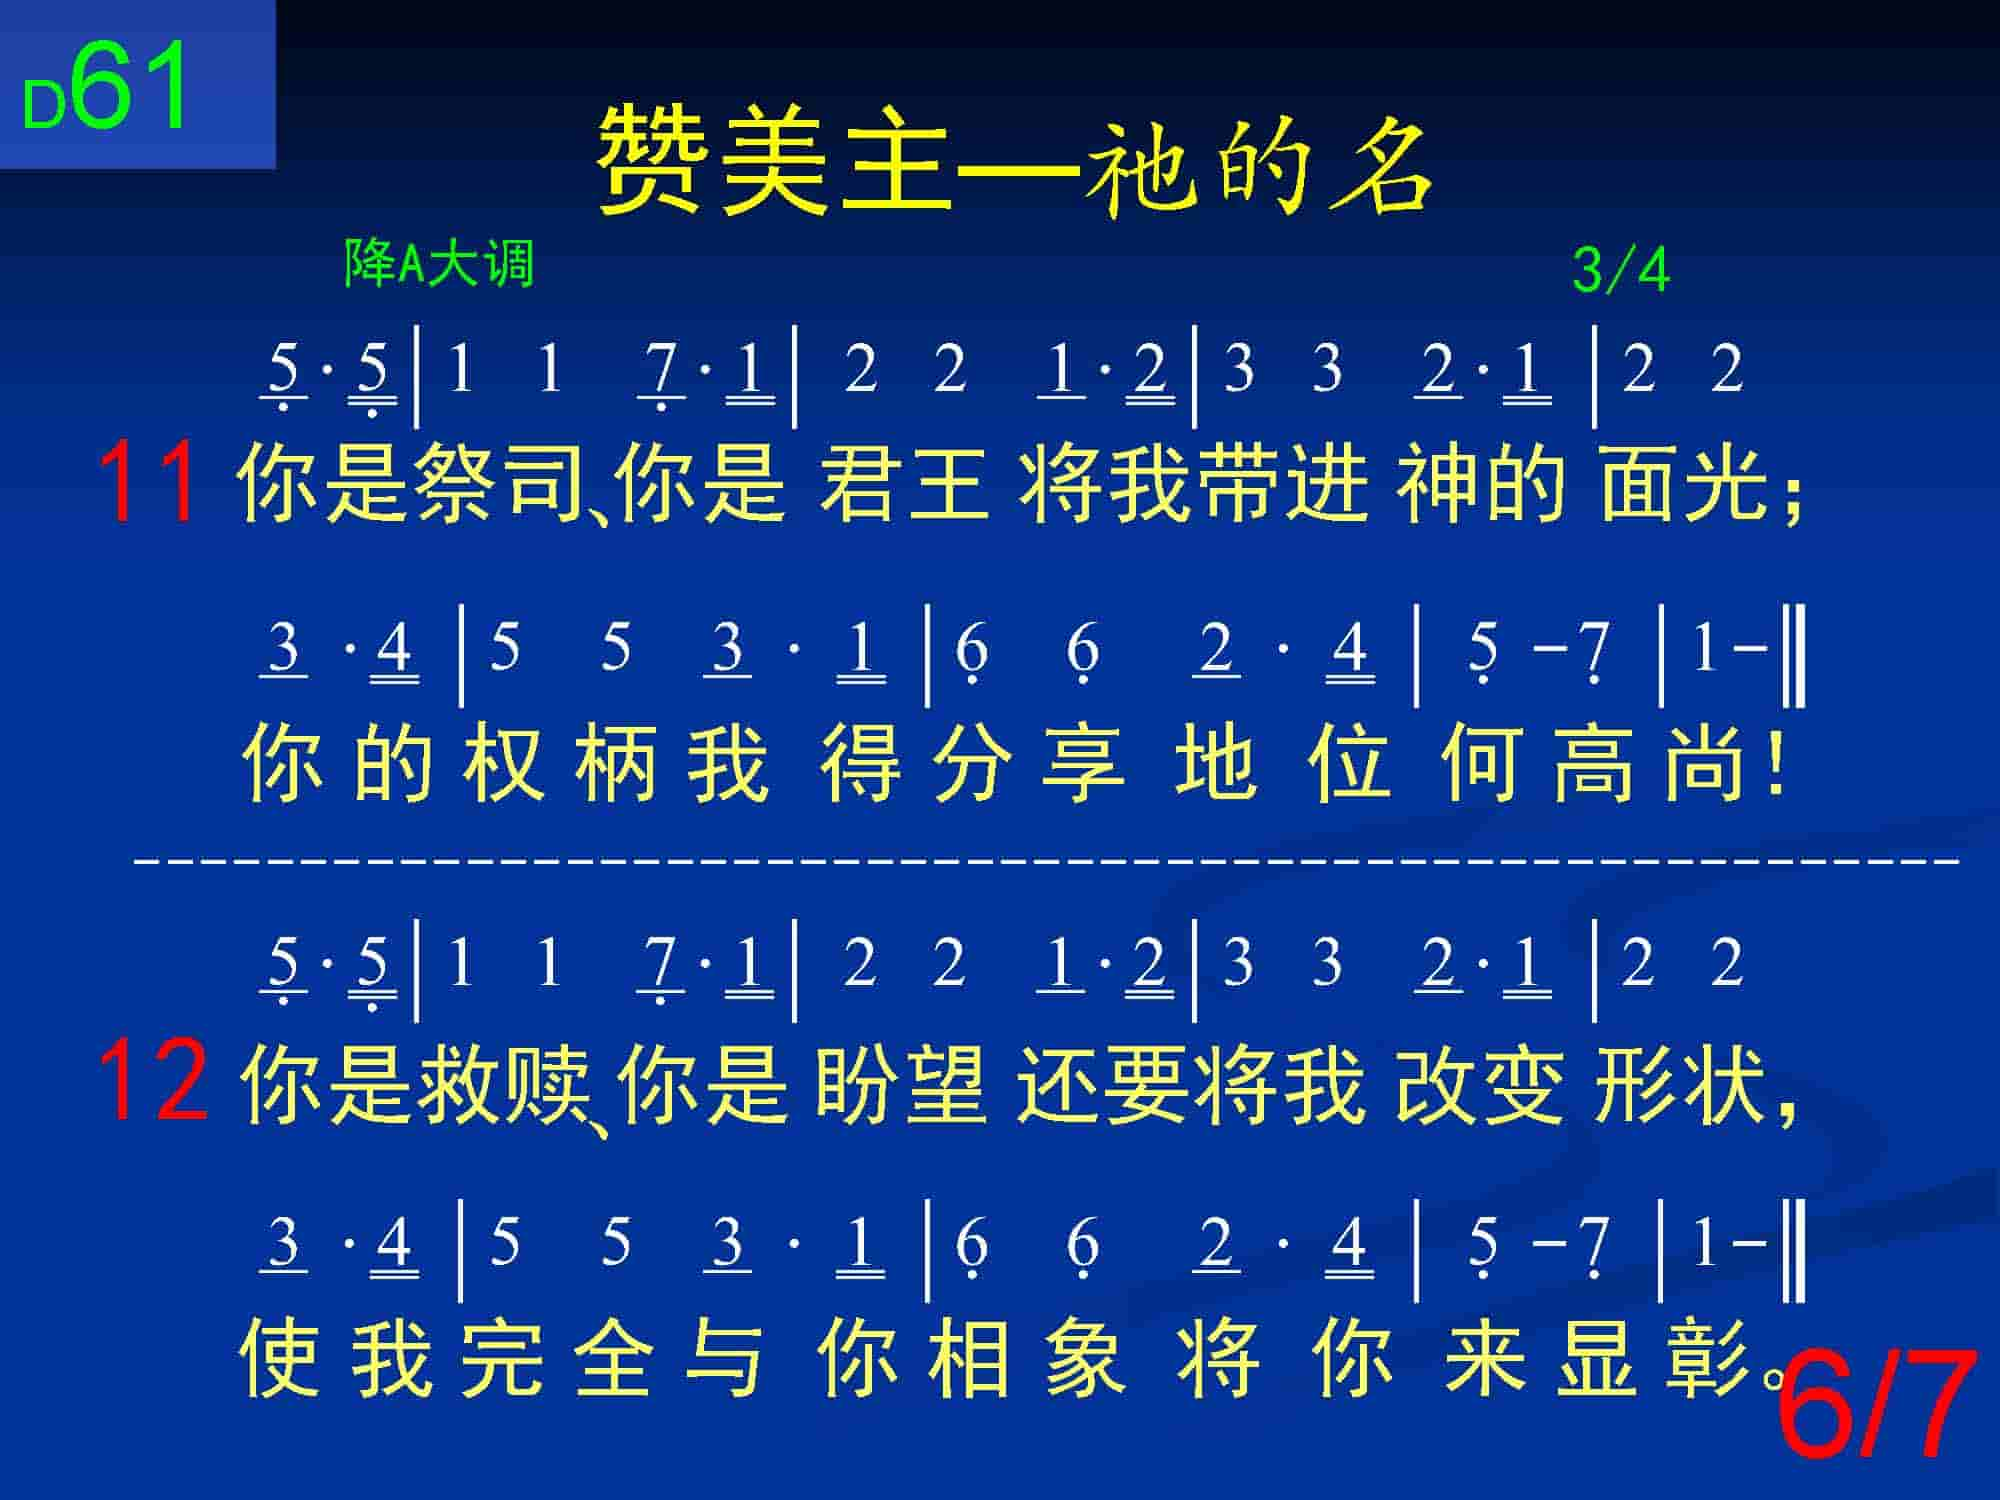 D61
赞美主—祂的名
降A大调 3/4
5·5|1 1 7·1|2 2 1·2|3 3 2·1|2 2
11 你是祭司、你是 君王 将我带进 神的 面光；
3·4|5 5 3·1|6 6 2·4|5-7|1-‖
你的权柄我 得分享 地 位 何高尚！
5·5|1 1 7·1|2 2 1·2|3 3 2·1|2 2
12 你是救赎、你是 盼望 还要将我 改变 形状，
3·4|5 5 3·1|6 6 2·4|5-7|1-‖
使我完全与 你相象 将 你 来显彰。
6/7